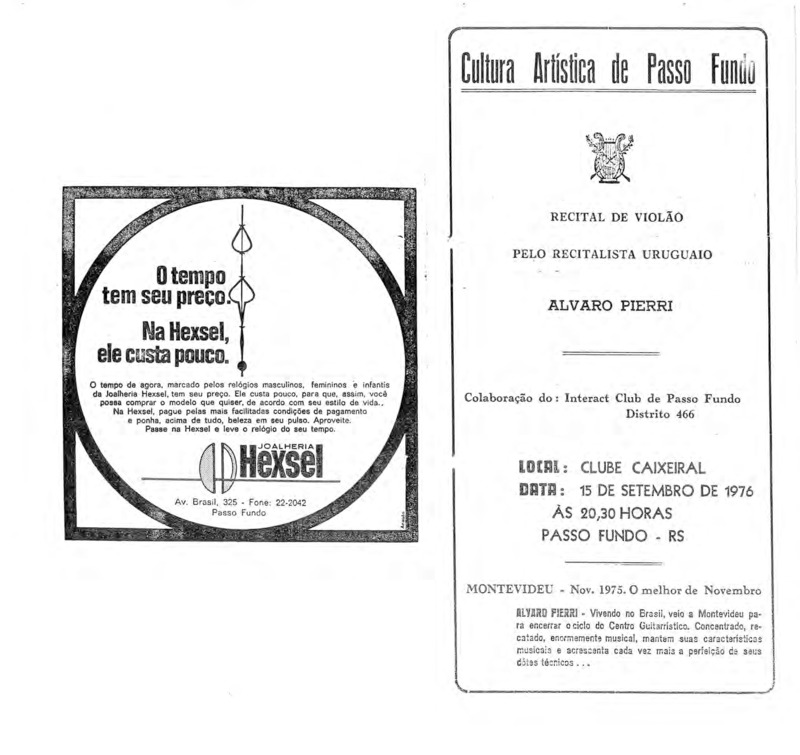 O tempo
tem seu preço.
Na Hexsel,
ele custa pouco.
O tempo de agora, marcado pelos relógios masculinos, femininos e infantis
da Joalheria Hexsel, tem seu preço. Ele custa pouco, para que, assim, você
possa comprar o modelo que quiser, de acordo com seu estilo de vida.
Na Hexsel, pague pelas mais facilitadas condições de pagamento
e ponha, acima de tudo, beleza em seu pulso. Aproveite.
Passe na Hexsel e leve o relógio do seu tempo.
JOALHERIA
Hexsel
Av. Brasil, 325 - Fone: 22-2042
Passo Fundo
Cultura Artística de Passo Fundo
RECITAL DE VIOLÃO
PELO RECITALISTA URUGUAIO
ALVARO PIERRI
Colaboração do: Interact Club de Passo Fundo
Distrito 466
LOCAL: CLUBE CAIXEIRAL
DATA: 15 DE SETEMBRO DE 1976
ÀS 20,30 HORAS
PASSO FUNDO - RS
MONTEVIDEU - Nov. 1975. O melhor de Novembro
ALVARO PIERRI - Vivendo no Brasil, veio a Montevideu pa-
ra encerrar o ciclo do Centro Guitarrístico. Concentrado, re-
catado, enormemente musical, mantem suas características
musicais e acrescenta cada vez mais a perfeição de seus
dótes técnicos ...